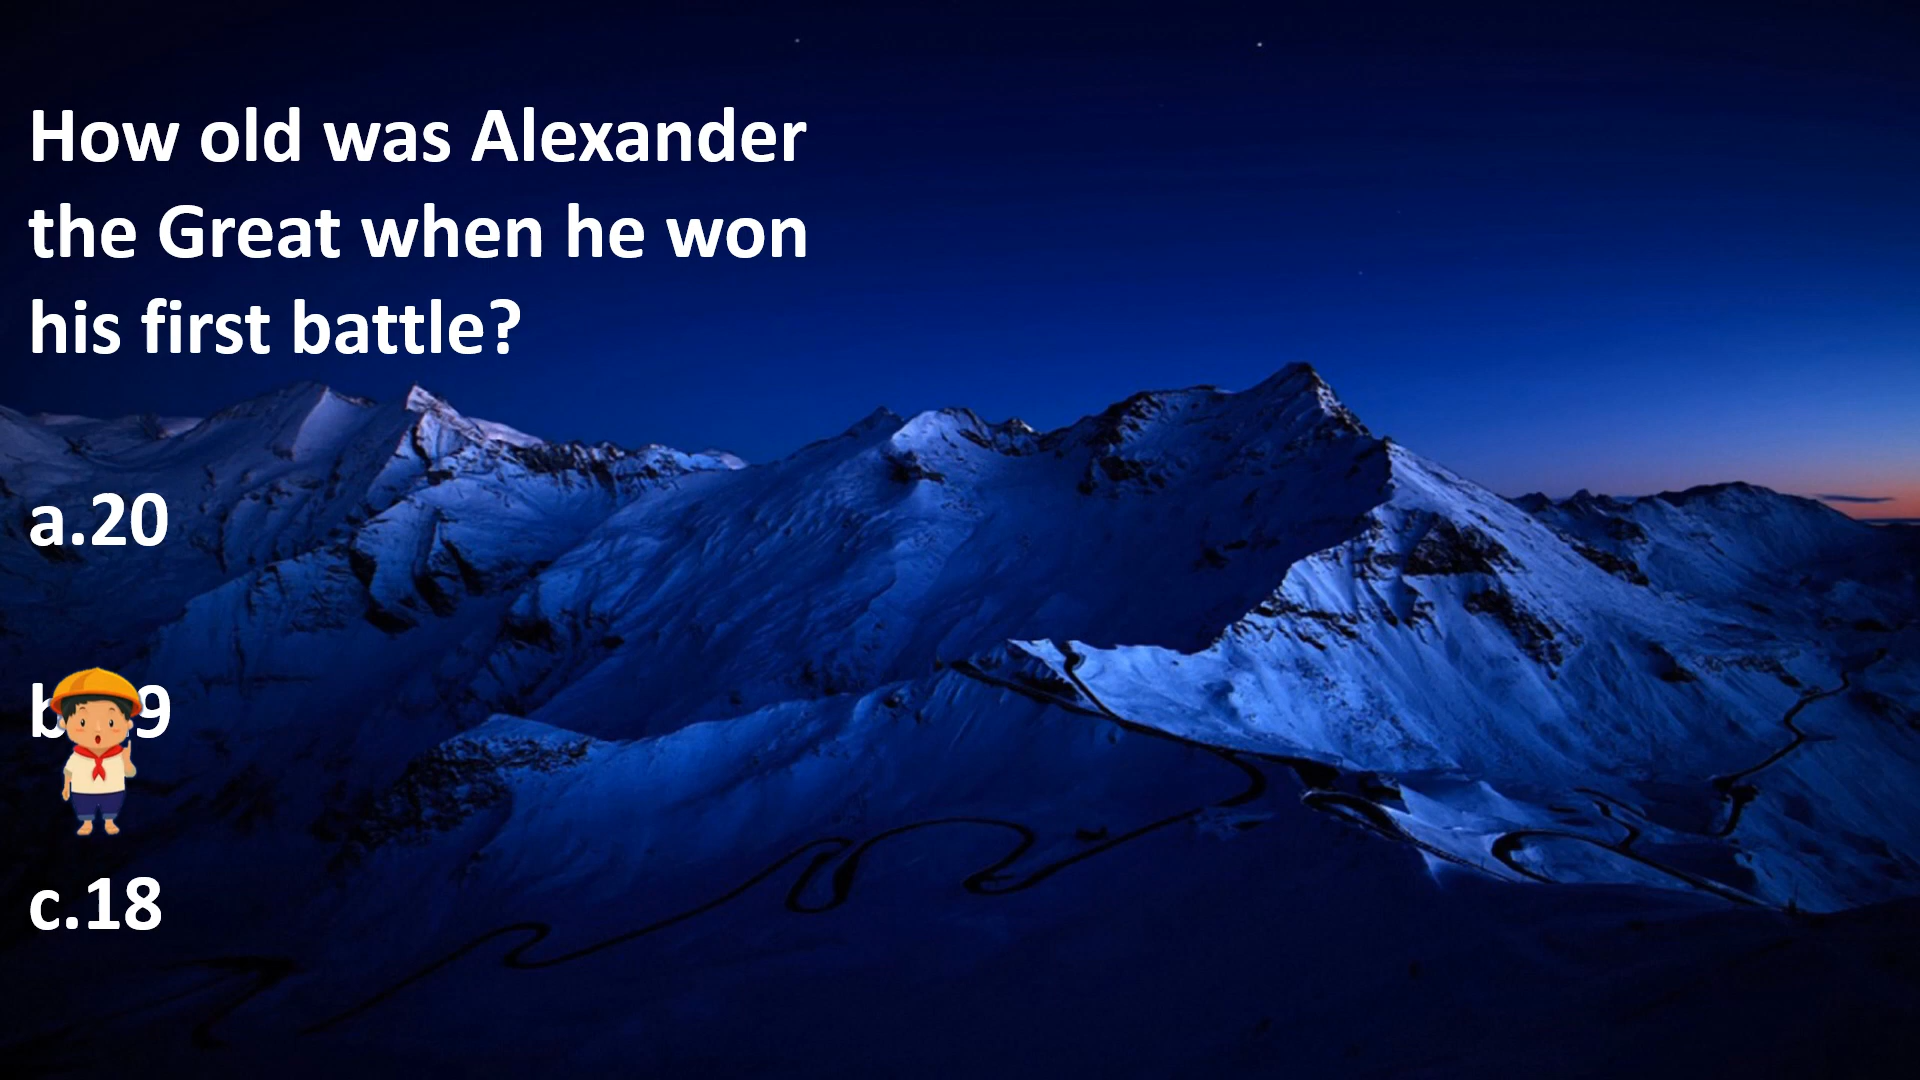 How old was Alexander
the Great when he won
his first battle?
a.20
c.18